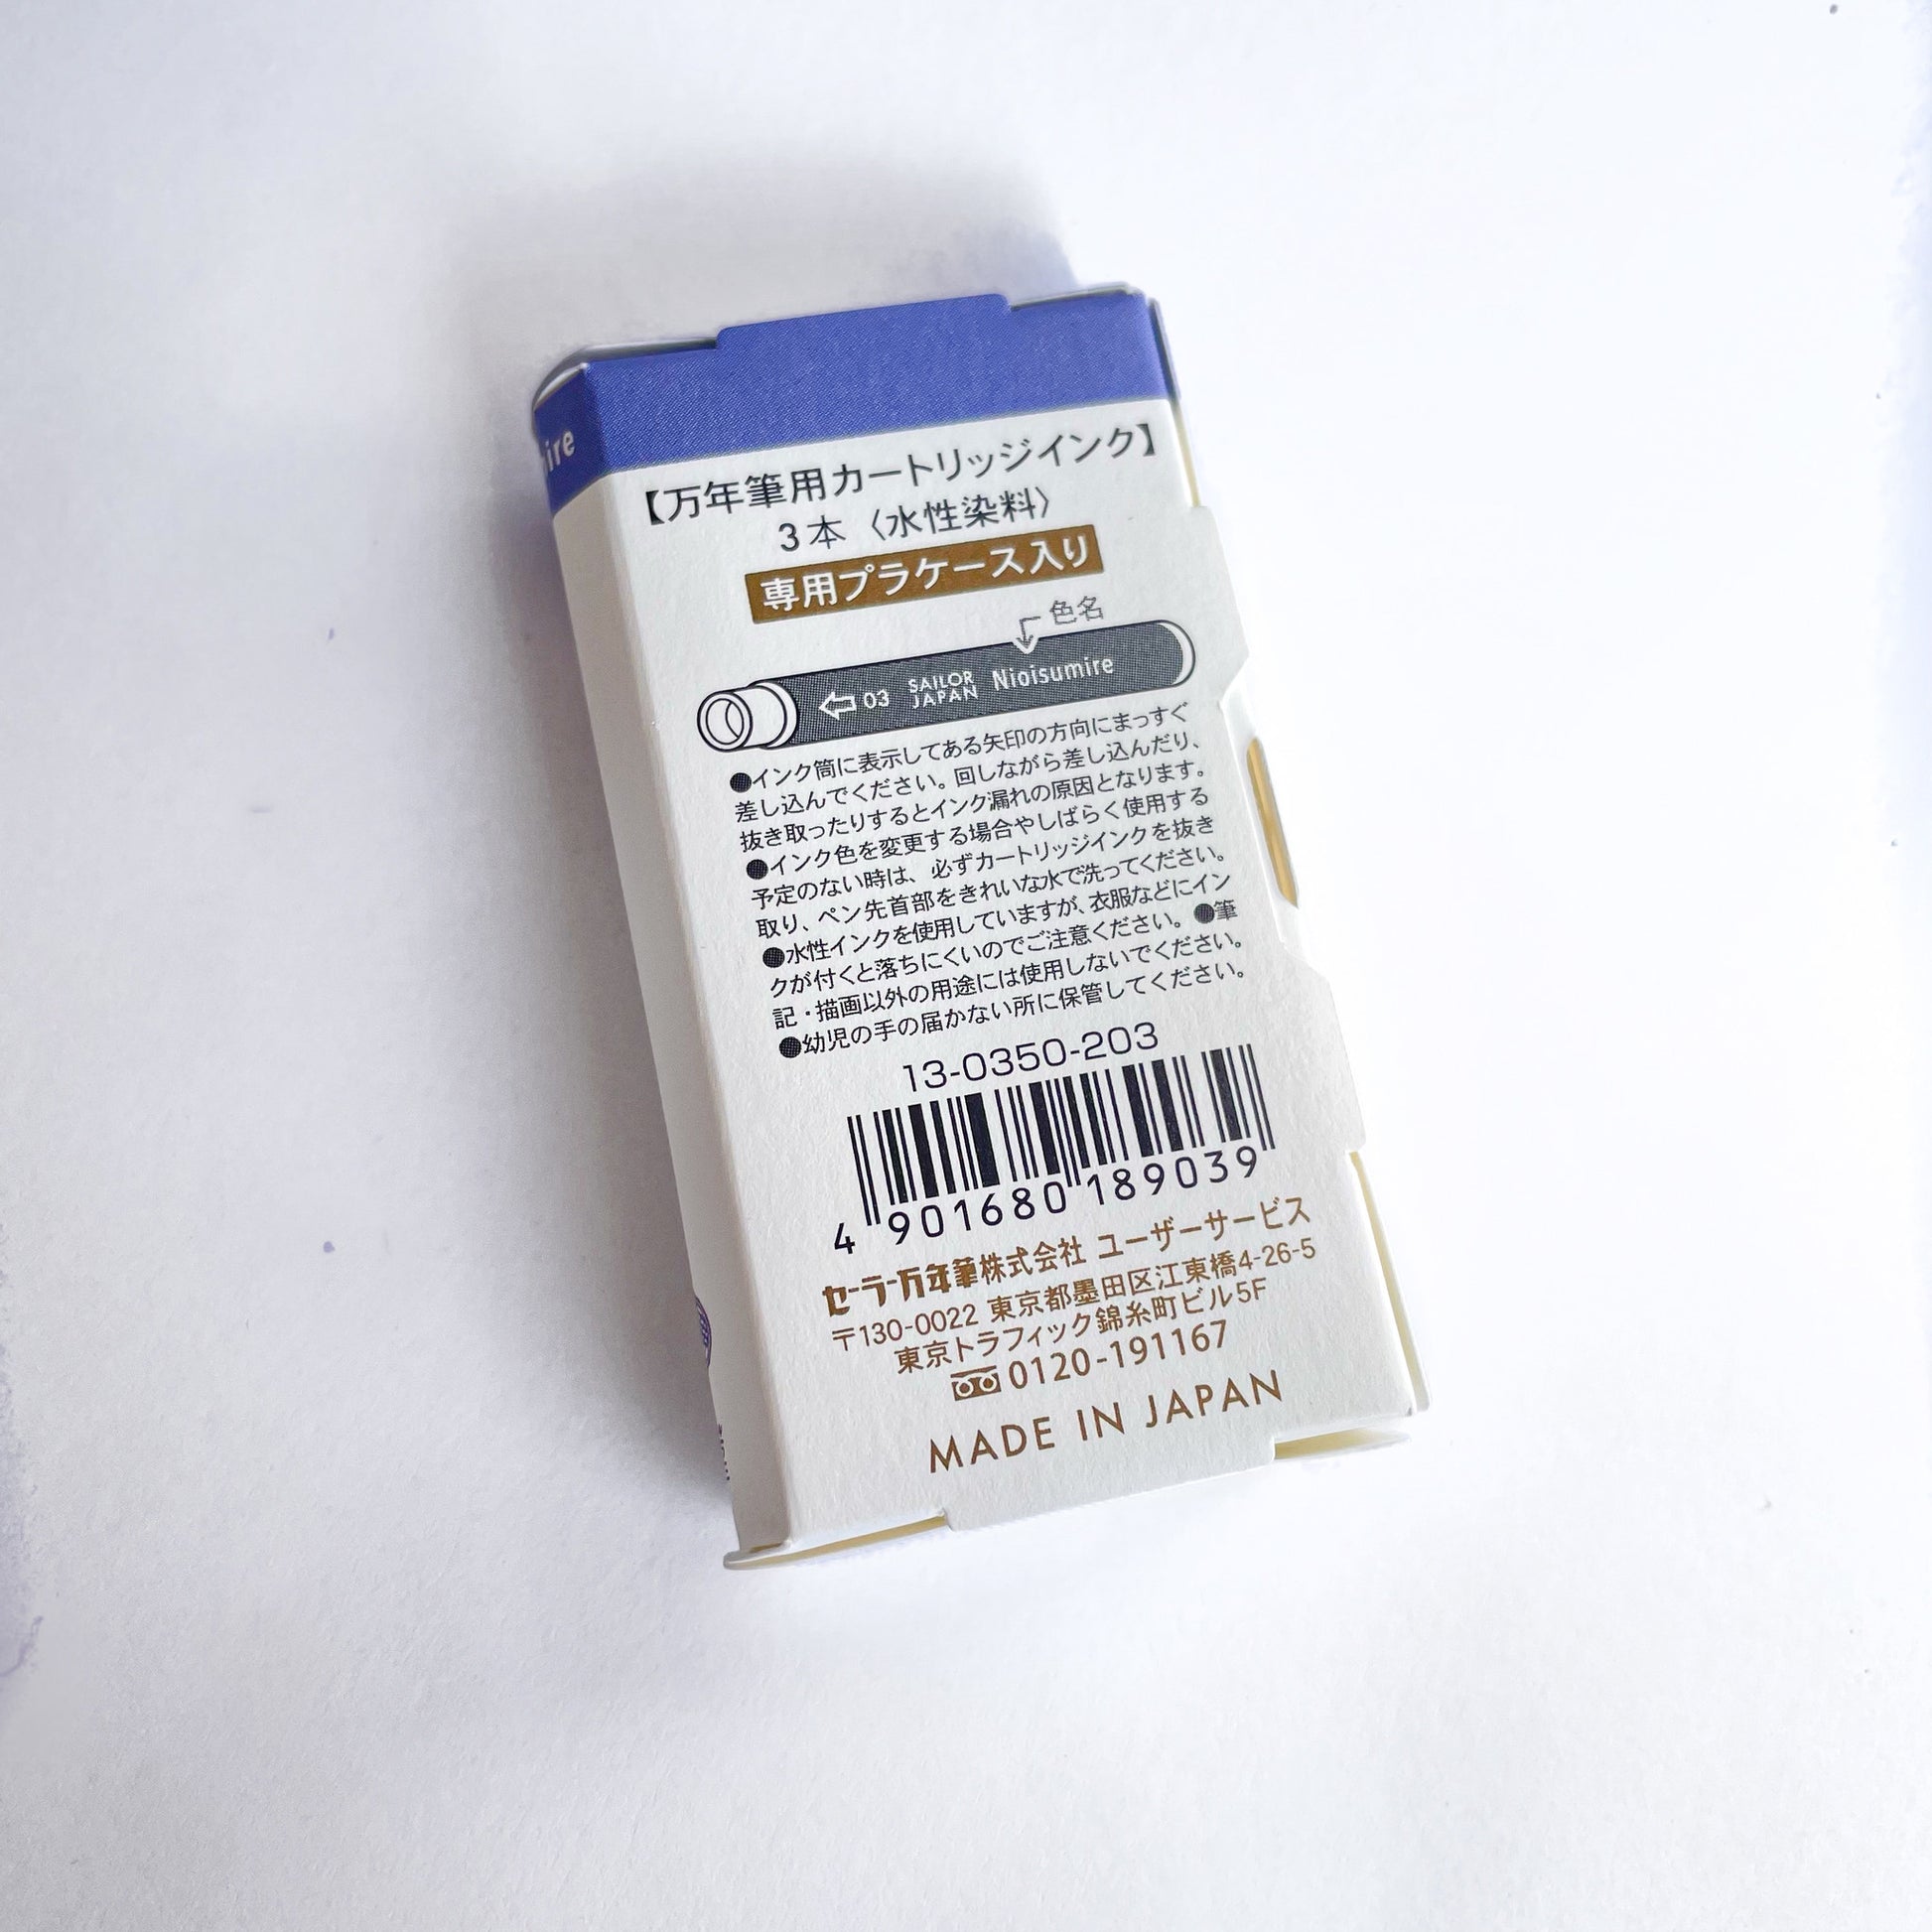 ire
【万年筆用カートリッジインク】
3本〈水性染料〉
専用プラケース入り
色名
03 SAILOR JAPAN Nioisumire
●インク筒に表示してある矢印の方向にまっすぐ
差し込んでください。回しながら差し込んだり、
抜き取ったりするとインク漏れの原因となります。
●インク色を変更する場合やしばらく使用する
予定のない時は、必ずカートリッジインクを抜き
取り、ペン先首部をきれいな水で洗ってください。
●水性インクを使用していますが、衣服などにイン
クが付くと落ちにくいのでご注意ください。●筆
記・描画以外の用途には使用しないでください。
●幼児の手の届かない所に保管してください。
13-0350-203
4 901680 189039
セーラー万年筆株式会社 ユーザーサービス
〒130-0022 東京都墨田区江東橋4-26-5
東京トラフィック錦糸町ビル5F
0120-191167
MADE IN JAPAN